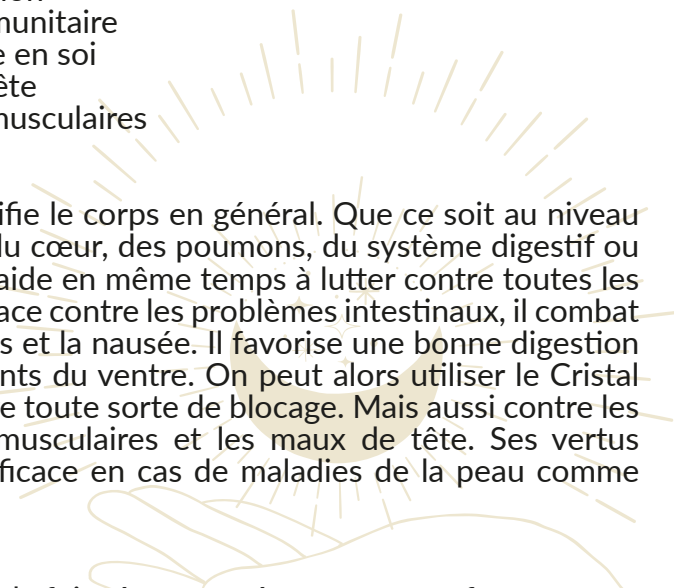 munitaire
e en soi
ête
musculaires
ifie le corps en général. Que ce soit au niveau
du cœur, des poumons, du système digestif ou
aide en même temps à lutter contre toutes les
ace contre les problèmes intestinaux, il combat
s et la nausée. Il favorise une bonne digestion
nts du ventre. On peut alors utiliser le Cristal
e toute sorte de blocage. Mais aussi contre les
musculaires et les maux de tête. Ses vertus
ficace en cas de maladies de la peau comme